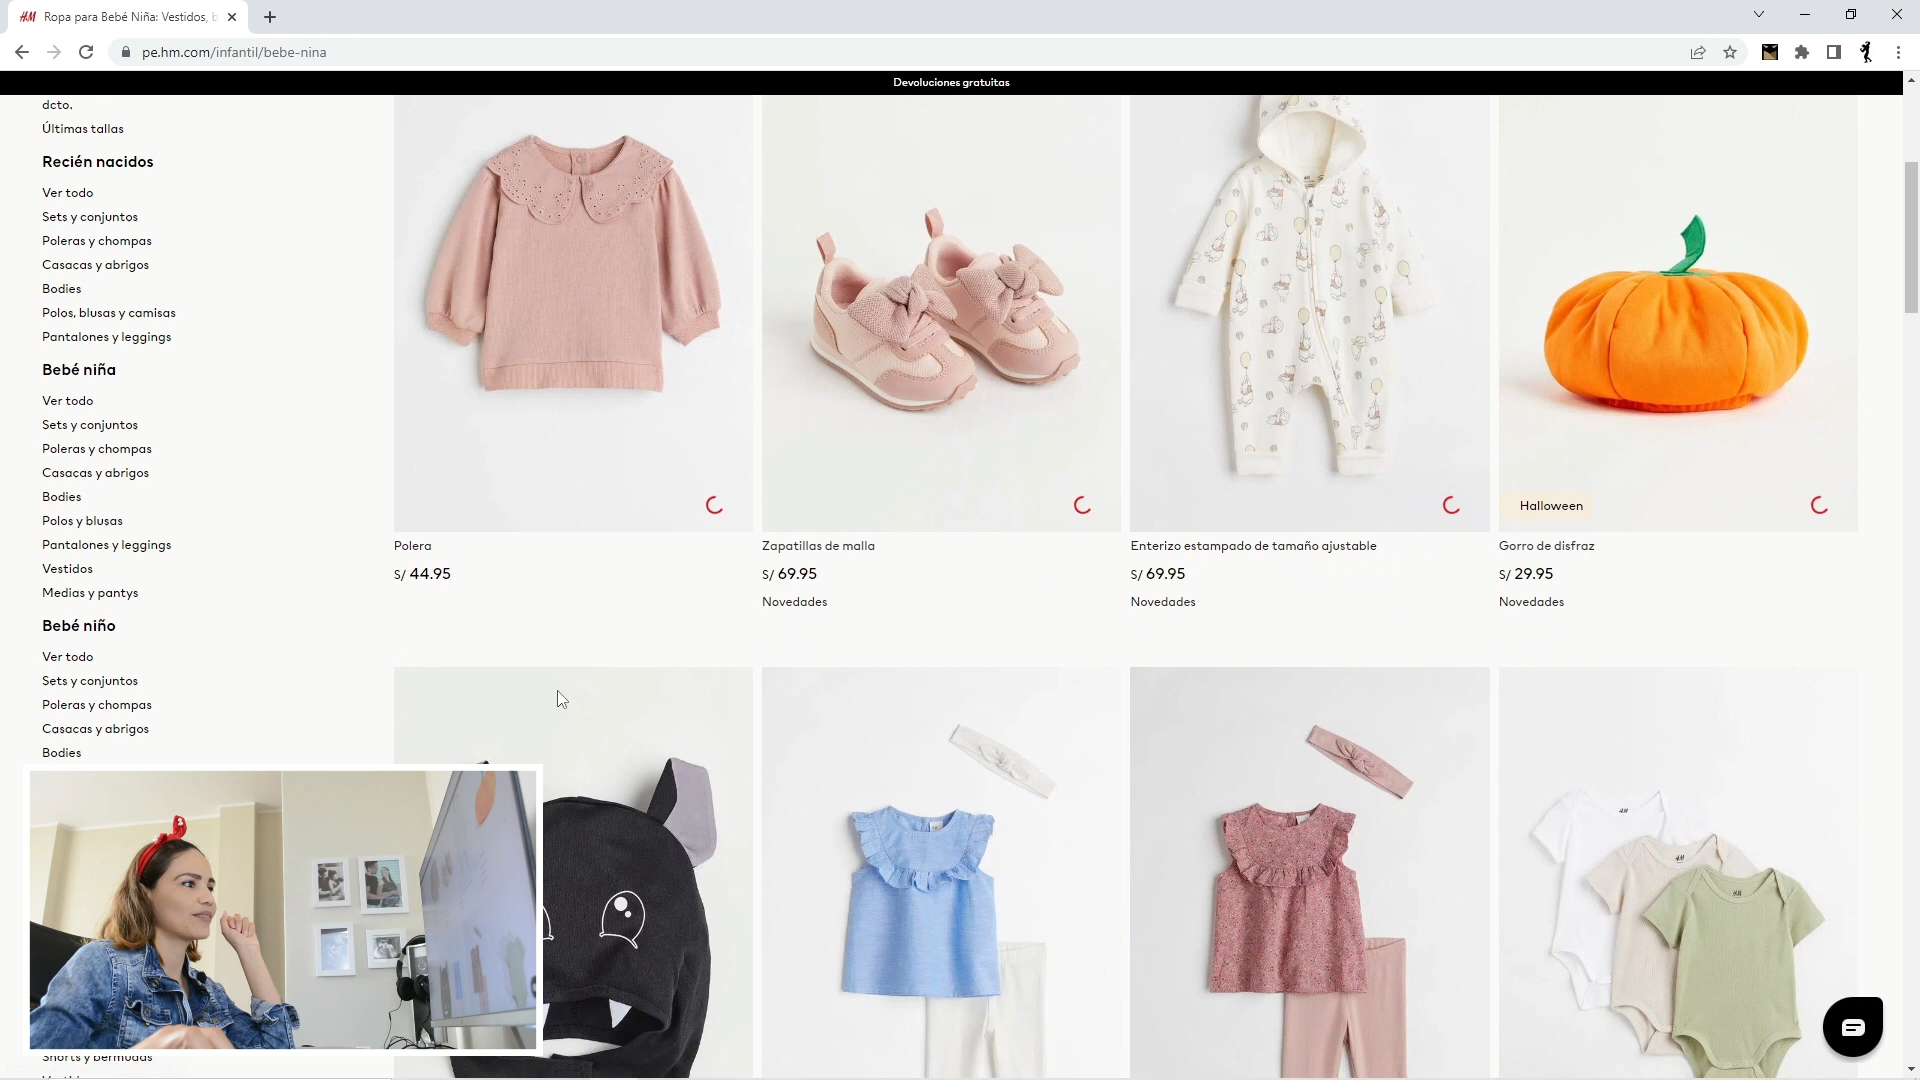 H&M Ropa para Bebé Niña: Vestidos, b
pe.hm.com/infantil/bebe-nina
Devoluciones gratuitas
dcto.
Últimas tallas
Recién nacidos
Ver todo
Sets y conjuntos
Poleras y chompas
Casacas y abrigos
Bodies
Polos, blusas y camisas
Pantalones y leggings
Bebé niña
Ver todo
Sets y conjuntos
Poleras y chompas
Casacas y abrigos
Bodies
Polos y blusas
Pantalones y leggings
Vestidos
Medias y pantys
Bebé niño
Ver todo
Sets y conjuntos
Poleras y chompas
Casacas y abrigos
Bodies
Shorts y bermudas
Halloween
Polera
S/ 44.95
Zapatillas de malla
S/ 69.95
Novedades
Enterizo estampado de tamaño ajustable
S/ 69.95
Novedades
Gorro de disfraz
S/ 29.95
Novedades
H&M
H&M
H&M